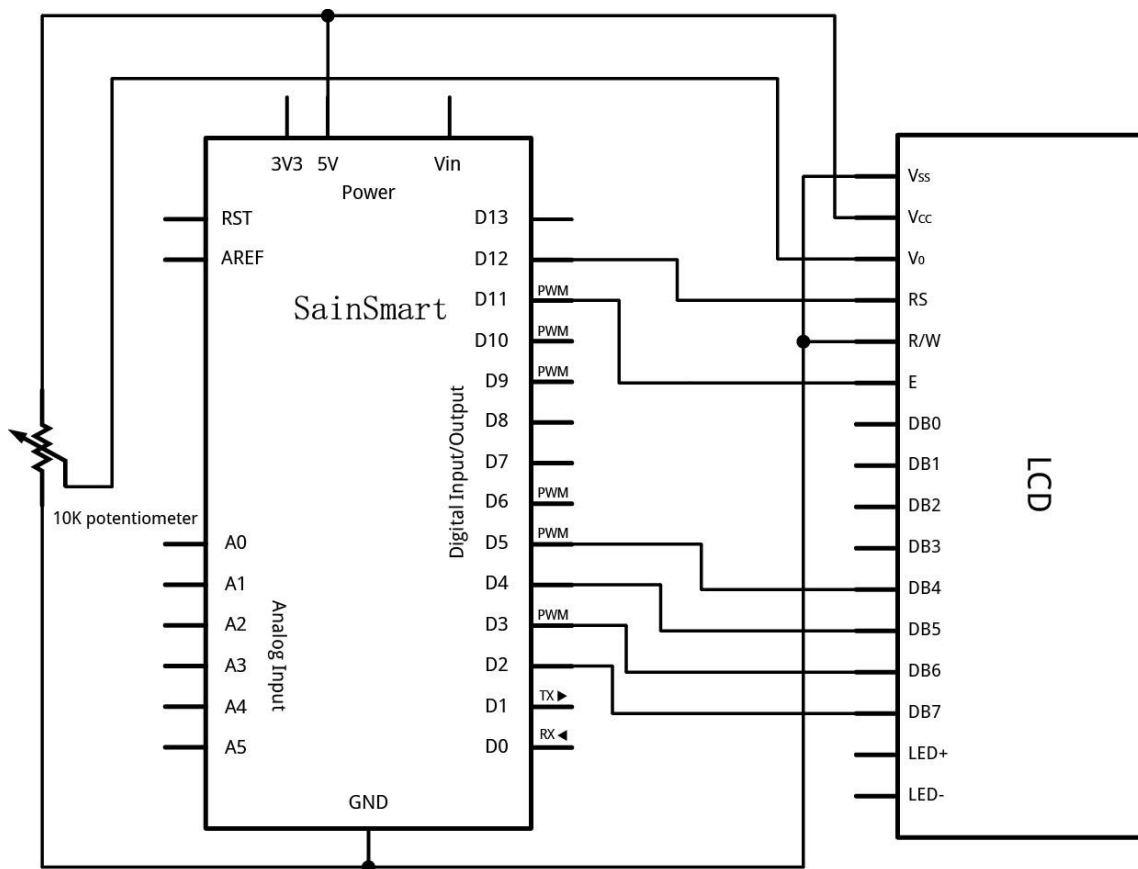 3V3 5V Vin
Power
RST
AREF
SainSmart
10K potentiometer
A0
A1
A2
A3
A4
A5
Analog Input
GND
Digital Input/Output
D13
D12
D11 PWM
D10 PWM
D9 PWM
D8
D7
D6 PWM
D5 PWM
D4
D3 PWM
D2
D1 TX ▶
D0 RX ◀
Vss
Vcc
V0
RS
R/W
E
DB0
DB1
DB2
DB3
DB4
DB5
DB6
DB7
LED+
LED-
LCD